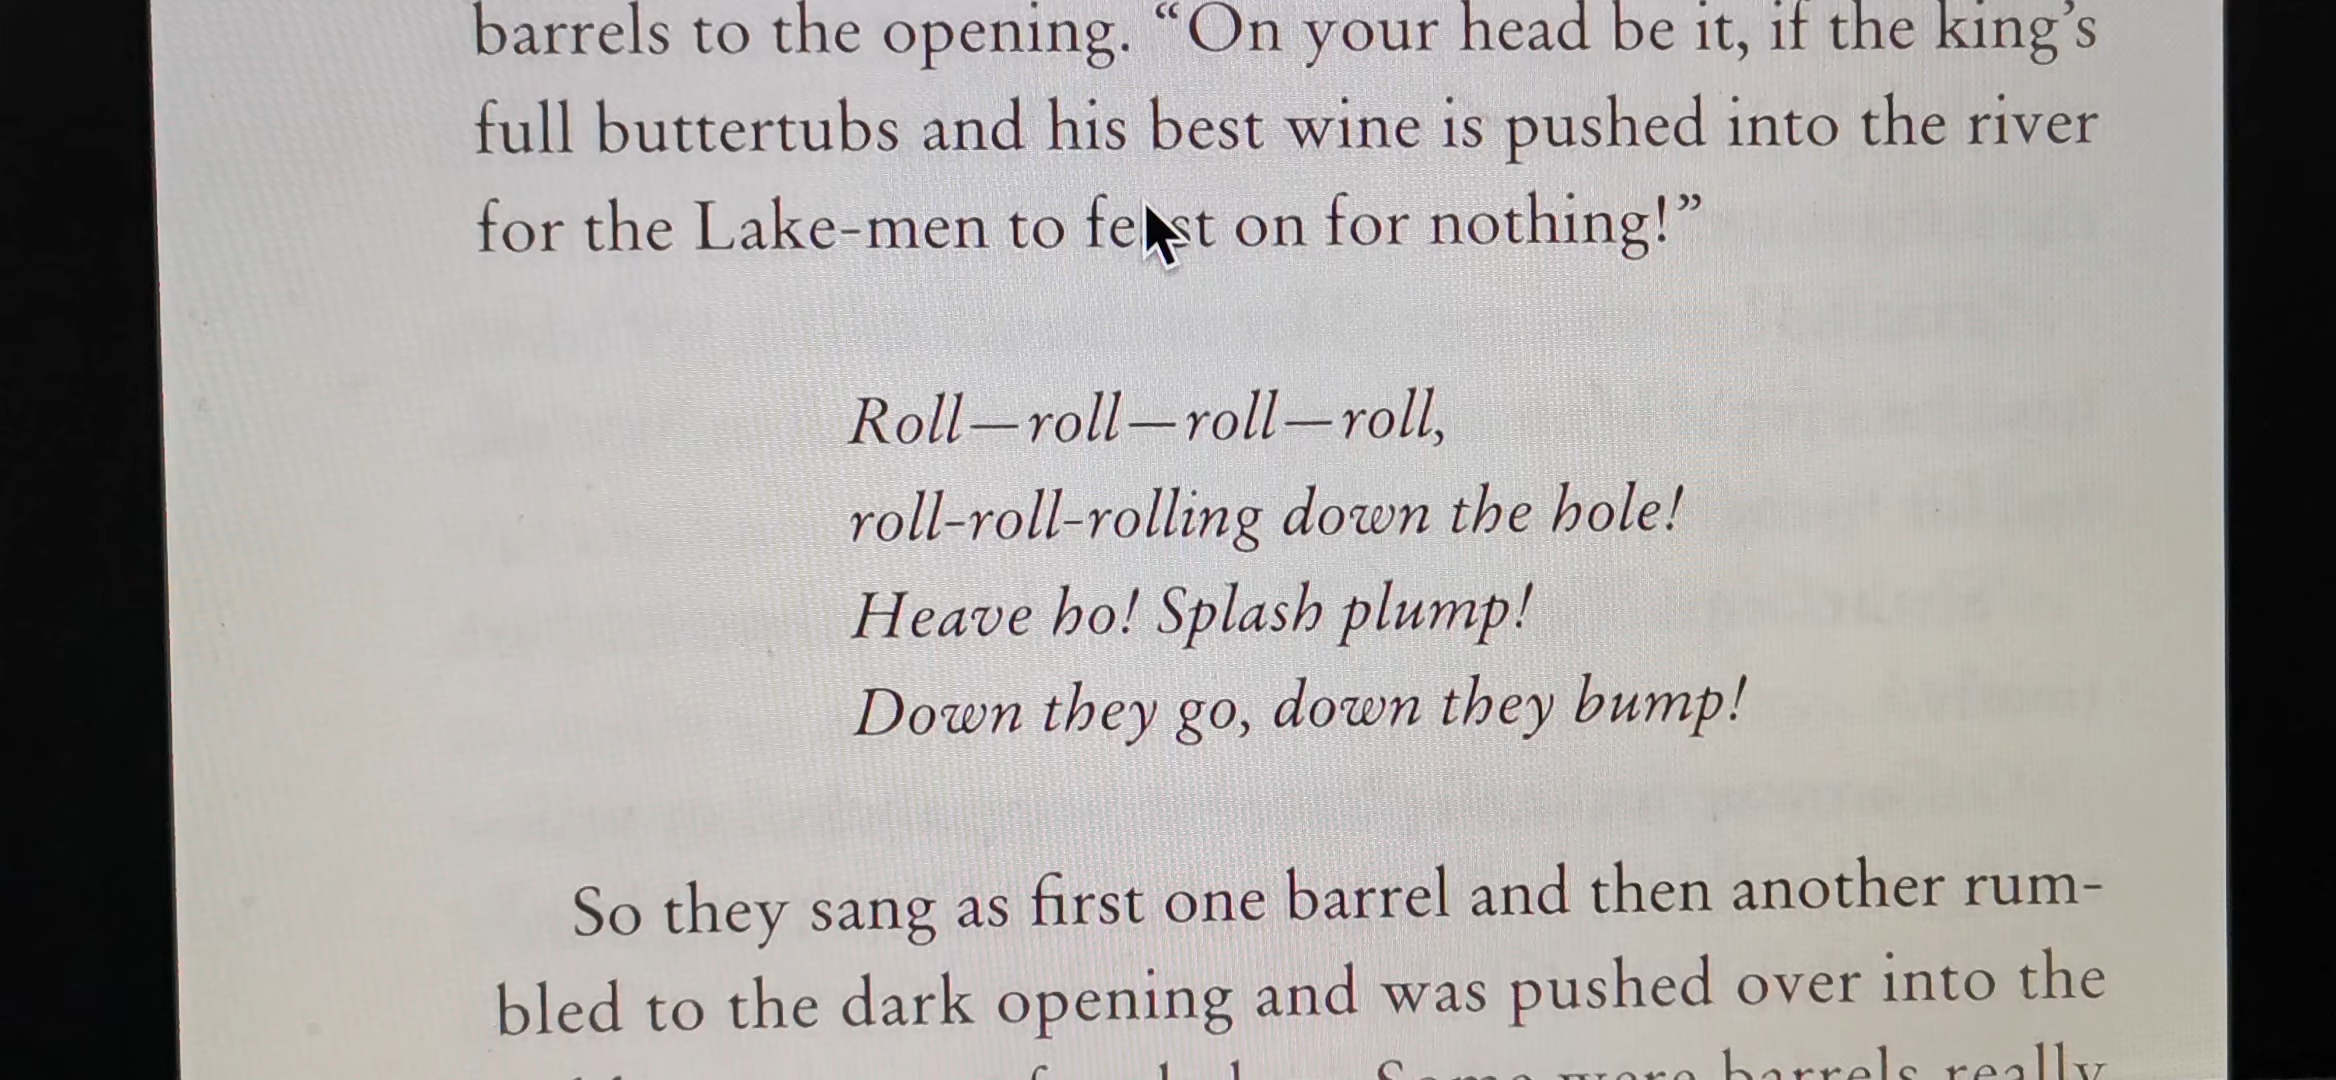 barrels to the opening. “On your head be it, if the king’s
full buttertubs and his best wine is pushed into the river
for the Lake-men to feast on for nothing!”
Roll—roll—roll—roll,
roll-roll-rolling down the hole!
Heave ho! Splash plump!
Down they go, down they bump!
So they sang as first one barrel and then another rum-
bled to the dark opening and was pushed over into the
barrels really